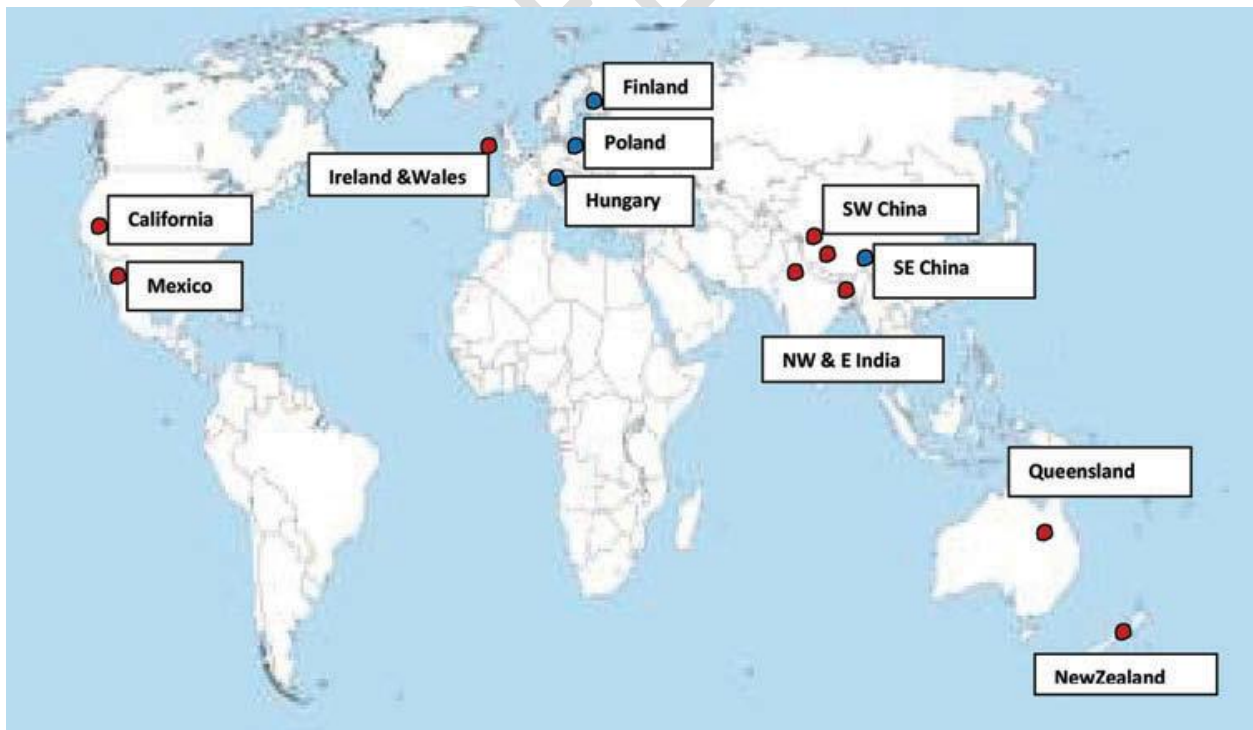 Finland
Poland
Ireland &Wales
Hungary
SW China
California
SE China
Mexico
NW & E India
Queensland
NewZealand